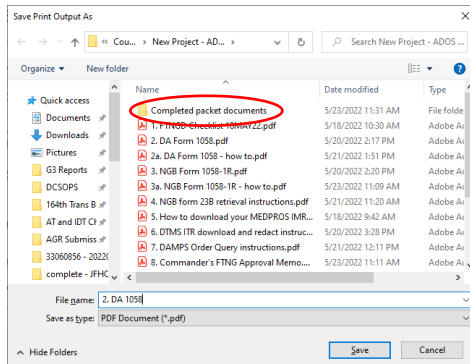 Save Print Output As
« Cou... > New Project - ADO... >
Search New Project - ADOS ...
Organize
New folder
Name
Date modified
Type
Quick access
Documents
Downloads
Pictures
G3 Reports
DCSOPS
164th Trans B
AT and IDT Ch
AGR Submiss
33060856 - 20220
complete - JFHC
Completed packet documents 5/23/2022 11:31 AM File folde
1. FTNGD Checklist 18MAY22.pdf 5/18/2022 10:30 AM Adobe Ac
2. DA Form 1058.pdf 5/20/2022 2:17 PM Adobe Ac
2a. DA Form 1058 - how to.pdf 5/21/2022 1:51 PM Adobe Ac
3. NGB Form 1058-1R.pdf 5/20/2022 2:20 PM Adobe Ac
3a. NGB Form 1058-1R - how to.pdf 5/23/2022 11:09 AM Adobe Ac
4. NGB form 23B retrieval instructions.pdf 5/21/2022 11:20 AM Adobe Ac
5. How to download your MEDPROS IMR... 5/18/2022 9:42 AM Adobe Ac
6. DTMS ITR download and redact instruc... 5/20/2022 3:28 PM Adobe Ac
7. DAMPS Order Query instructions.pdf 5/21/2022 12:11 PM Adobe Ac
8. Commander's FTNG Approval Memo.... 5/23/2022 11:11 AM Adobe Ac
File name: 2. DA 1058
Save as type: PDF Document (*.pdf)
Hide Folders
Save
Cancel